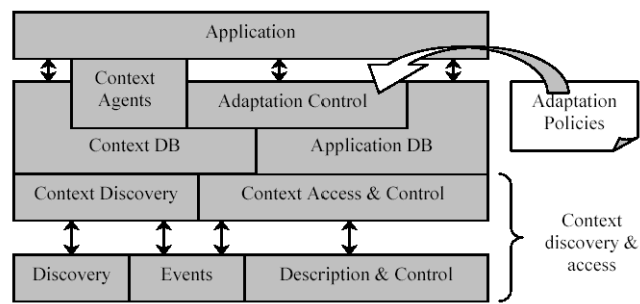 Application
Context
Agents
Adaptation Control
Adaptation
Policies
Context DB
Application DB
Context Discovery
Context Access & Control
Context
discovery &
access
Discovery
Events
Description & Control